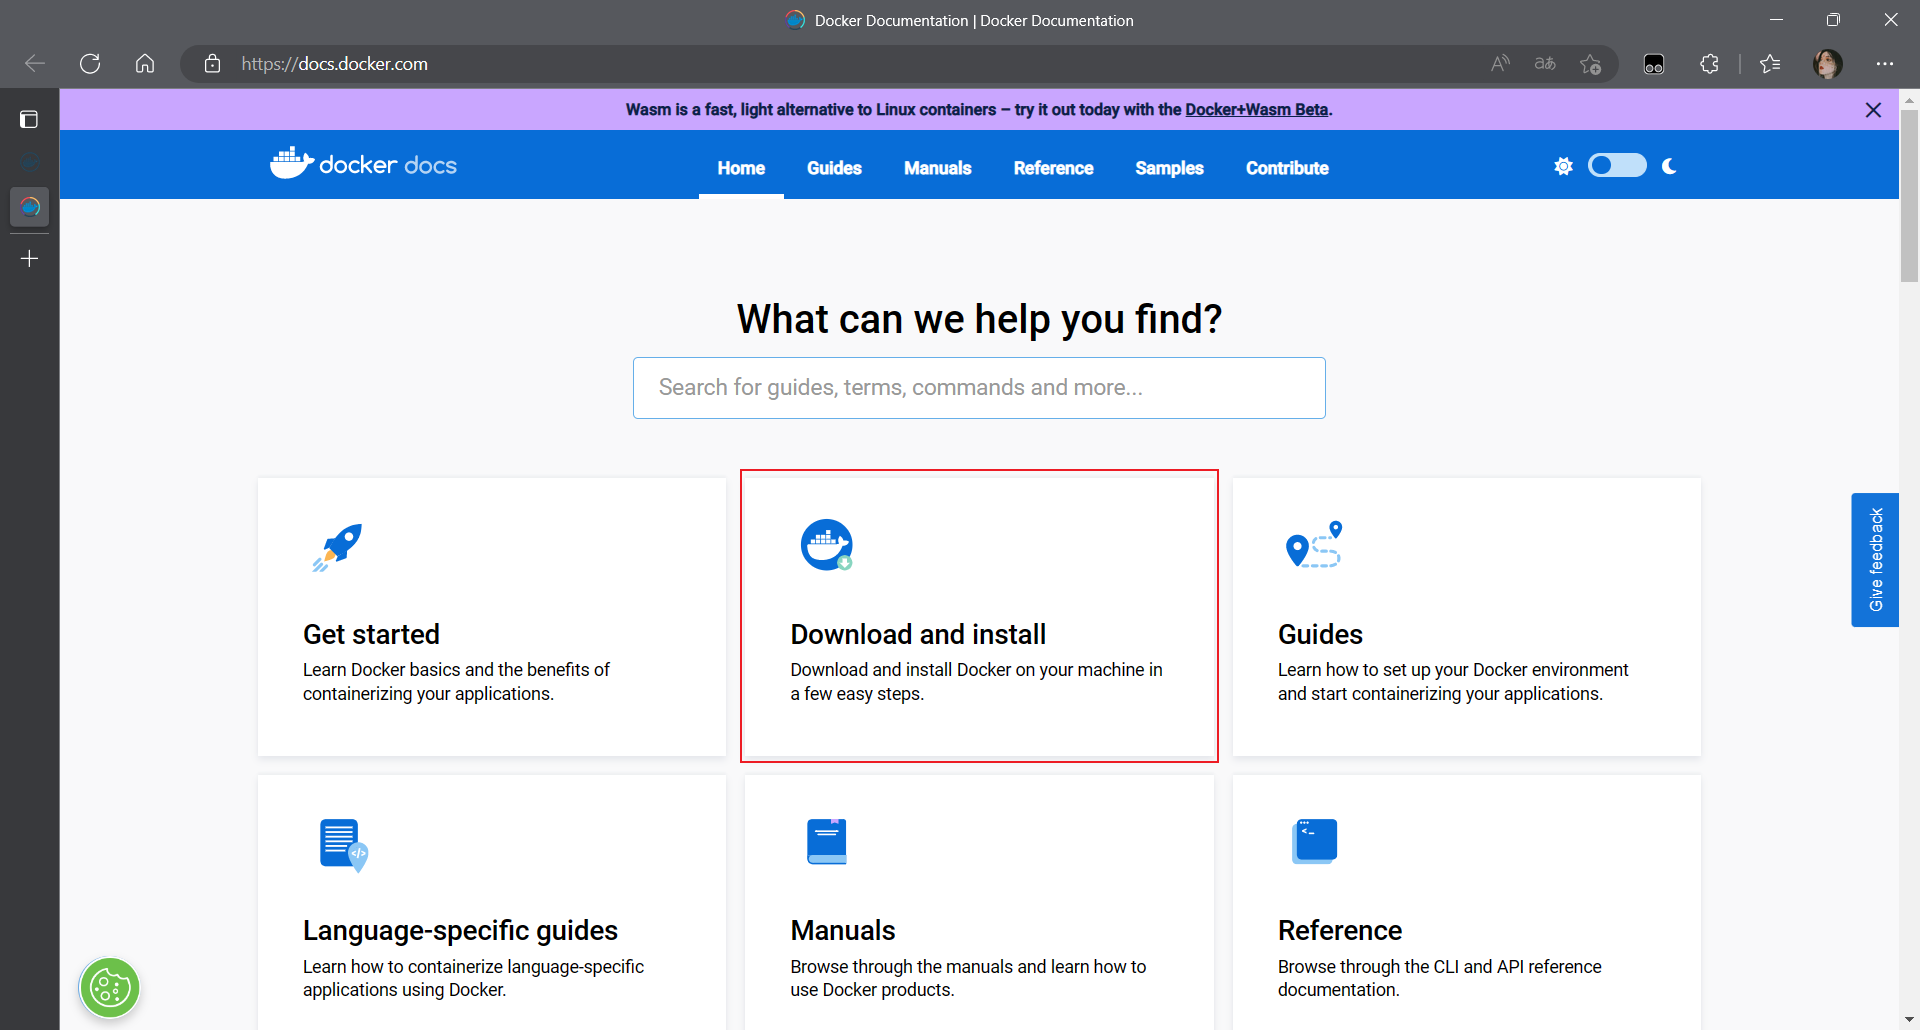 Docker Documentation | Docker Documentation
https://docs.docker.com
Wasm is a fast, light alternative to Linux containers – try it out today with the Docker+Wasm Beta.
docker docs
Home
Guides
Manuals
Reference
Samples
Contribute
What can we help you find?
Search for guides, terms, commands and more...
Get started
Learn Docker basics and the benefits of
containerizing your applications.
Download and install
Download and install Docker on your machine in
a few easy steps.
Guides
Learn how to set up your Docker environment
and start containerizing your applications.
Give feedback
Language-specific guides
Learn how to containerize language-specific
applications using Docker.
Manuals
Browse through the manuals and learn how to
use Docker products.
Reference
Browse through the CLI and API reference
documentation.